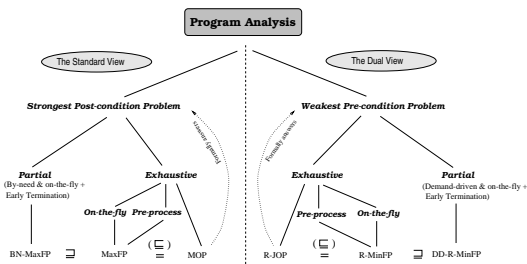 Program Analysis
The Standard View
The Dual View
Strongest Post-condition Problem
Weakest Pre-condition Problem
Formally answers
Formally answers
Partial
(By-need & on-the-fly +
Early Termination)
Exhaustive
Exhaustive
Partial
(Demand-driven & on-the-fly +
Early Termination)
On-the-fly Pre-process
Pre-process On-the-fly
BN-MaxFP ⊒ MaxFP (⊑) = MOP
R-JOP (⊑) = R-MinFP ⊒ DD-R-MinFP